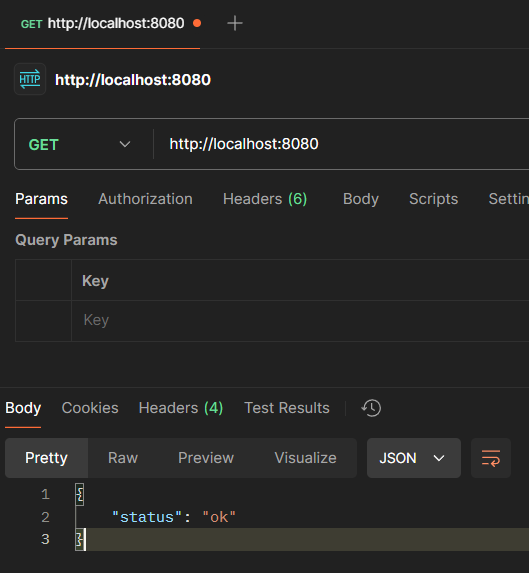 GET http://localhost:8080
HTTP http://localhost:8080
GET http://localhost:8080
Params Authorization Headers (6) Body Scripts Settin
Query Params
Key
Key
Body Cookies Headers (4) Test Results
Pretty Raw Preview Visualize JSON
1 {
2 "status": "ok"
3 }